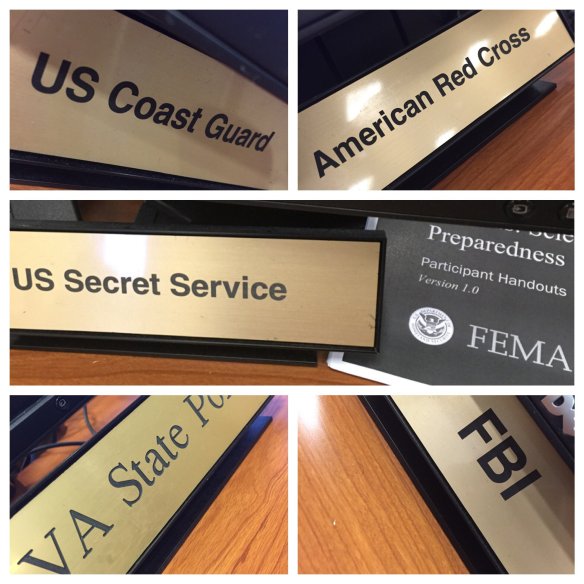 US Coast Guard
American Red Cross
US Secret Service
Preparedness
Participant Handouts
Version 1.0
FEMA
VA State
FBI